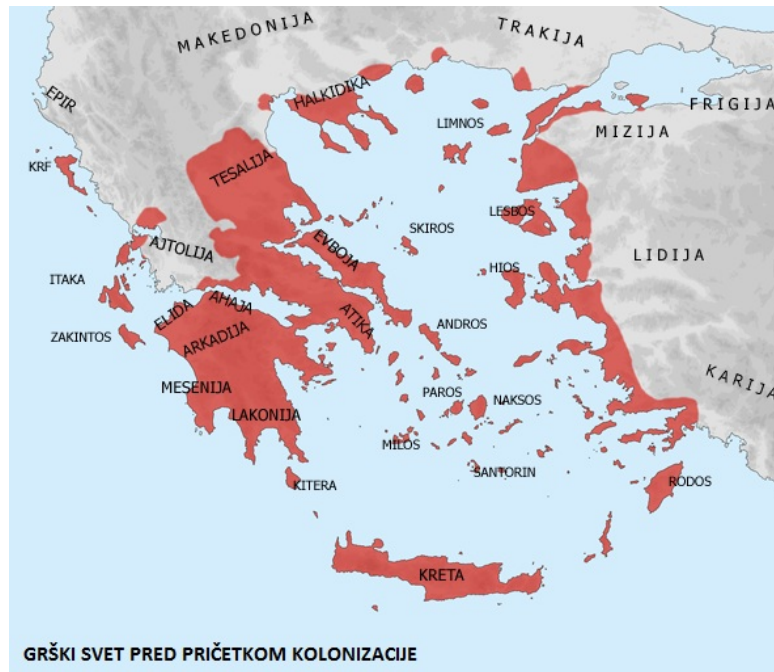 MAKEDONIJA
TRAKIJA
EPIR
HALKIDIKA
FRIGIJA
LIMNOS
MIZIJA
KRF
TESALIJA
LESBOS
SKIROS
EVBOJA
AJTOLIJA
LIDIJA
HIOS
ITAKA
AHAJA
ELIDA
ATIKA
ANDROS
ZAKINTOS
ARKADIJA
KARIJA
MESENIJA
PAROS
NAKSOS
LAKONIJA
MILOS
SANTORIN
KITERA
RODOS
KRETA
GRŠKI SVET PRED PRIČETKOM KOLONIZACIJE